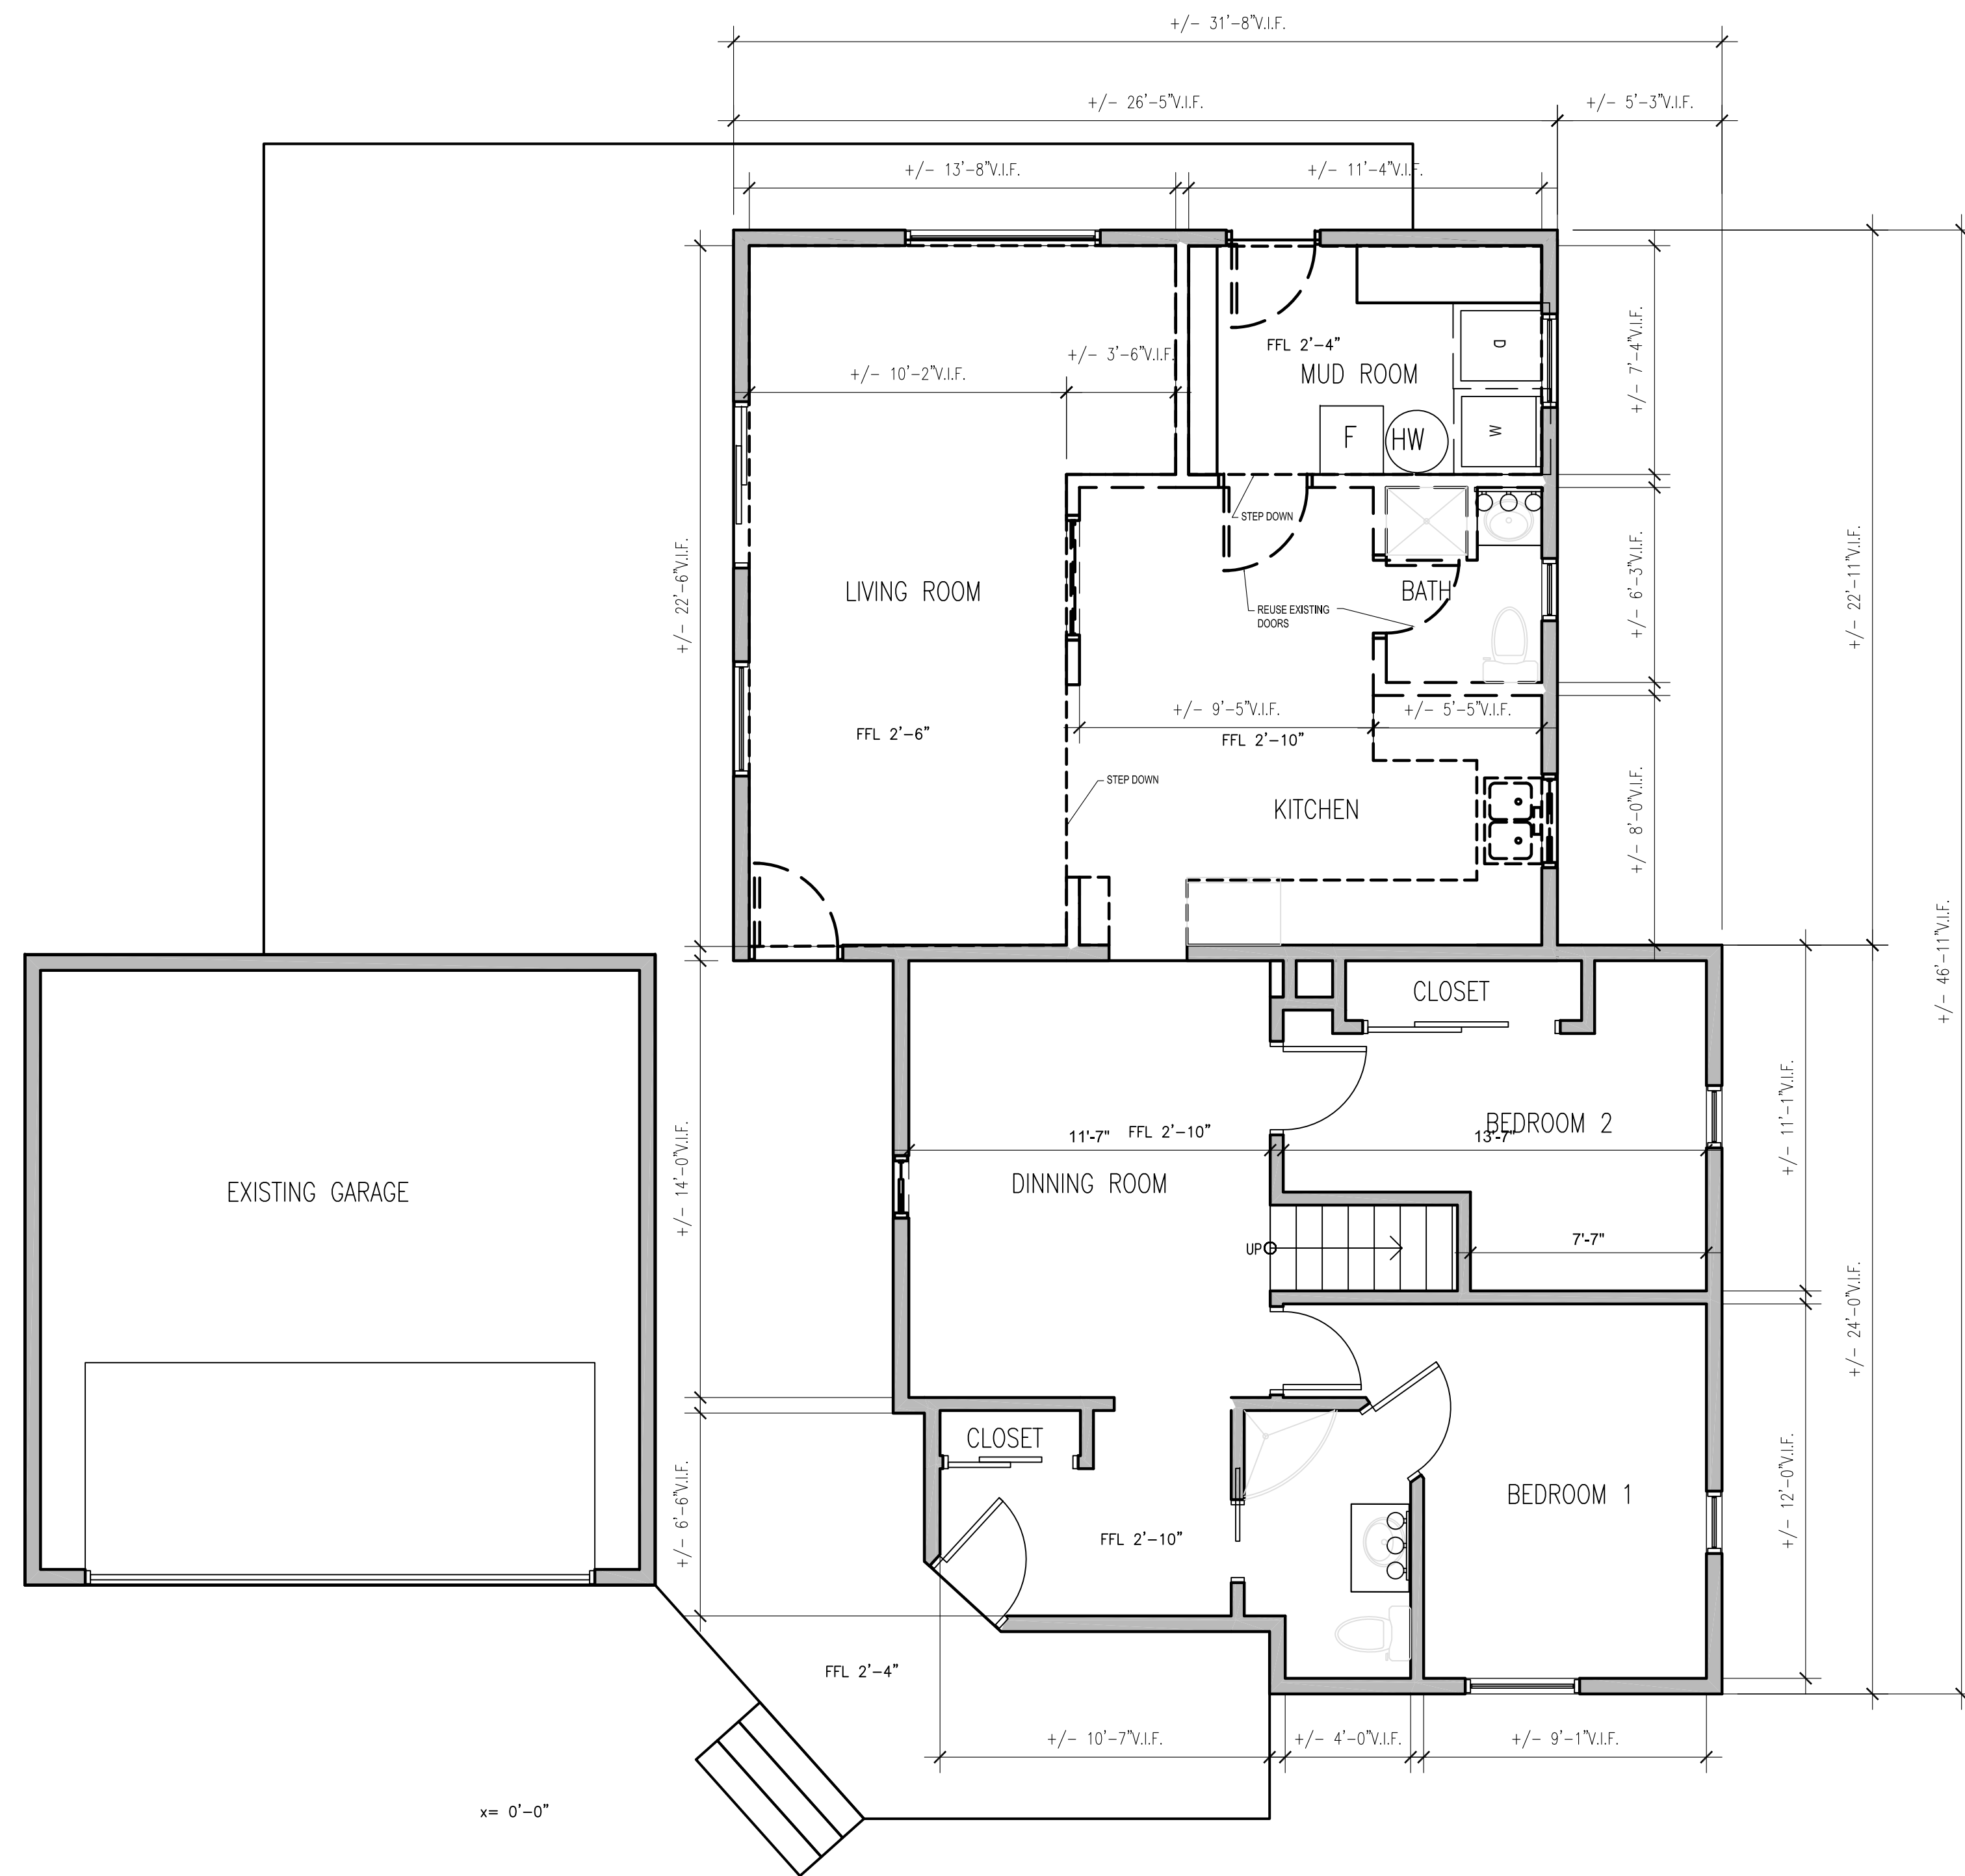 +/- 31'-8"V.I.F.
+/- 26'-5"V.I.F.
+/- 5'-3"V.I.F.
+/- 13'-8"V.I.F.
+/- 11'-4"V.I.F.
FFL 2'-4"
MUD ROOM
+/- 3'-6"V.I.F.
+/- 10'-2"V.I.F.
D
W
F
HW
+/- 7'-4"V.I.F.
STEP DOWN
LIVING ROOM
BATH
REUSE EXISTING
DOORS
+/- 22'-6"V.I.F.
+/- 6'-3"V.I.F.
+/- 22'-11"V.I.F.
+/- 9'-5"V.I.F.
+/- 5'-5"V.I.F.
FFL 2'-6"
FFL 2'-10"
STEP DOWN
KITCHEN
+/- 8'-0"V.I.F.
+/- 46'-11"V.I.F.
CLOSET
BEDROOM 2
11'-7"
FFL 2'-10"
13'-7"
+/- 11'-1"V.I.F.
EXISTING GARAGE
DINNING ROOM
+/- 14'-0"V.I.F.
UP
7'-7"
+/- 24'-0"V.I.F.
CLOSET
BEDROOM 1
+/- 6'-6"V.I.F.
FFL 2'-10"
+/- 12'-0"V.I.F.
FFL 2'-4"
+/- 10'-7"V.I.F.
+/- 4'-0"V.I.F.
+/- 9'-1"V.I.F.
x= 0'-0"